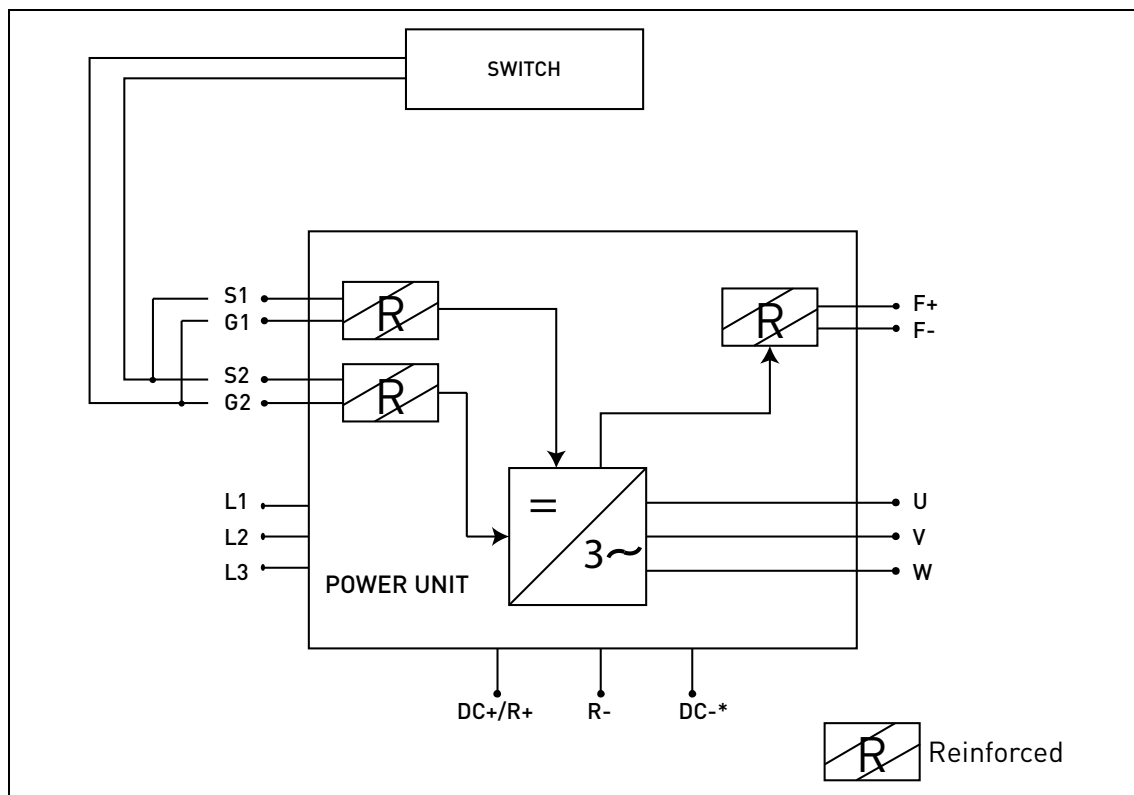 SWITCH
S1
G1
S2
G2
R
R
R
F+
F-
L1
L2
L3
=
3~
U
V
W
POWER UNIT
DC+/R+
R-
DC-*
R
Reinforced